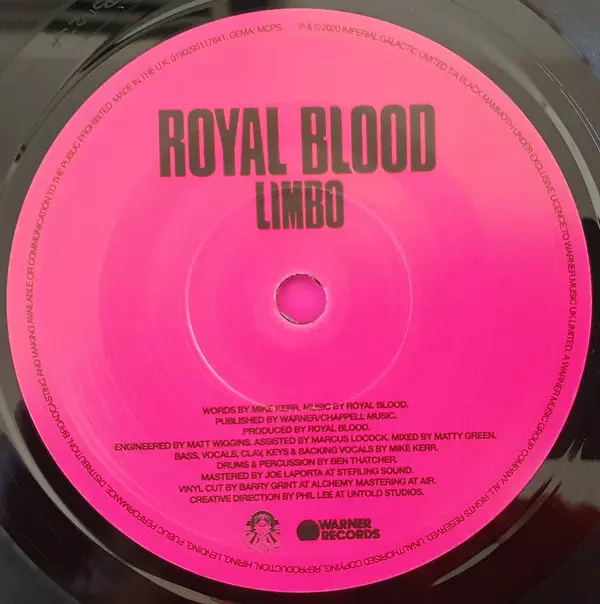 ROYAL BLOOD
LIMBO
WORDS BY MIKE KERR. MUSIC BY ROYAL BLOOD.
PUBLISHED BY WARNER/CHAPPELL MUSIC.
PRODUCED BY ROYAL BLOOD.
ENGINEERED BY MATT WIGGINS. ASSISTED BY MARCUS LOCOCK. MIXED BY MATTY GREEN.
BASS, VOCALS, CLAV, KEYS & BACKING VOCALS BY MIKE KERR.
DRUMS & PERCUSSION BY BEN THATCHER.
MASTERED BY JOE LAPORTA AT STERLING SOUND.
VINYL CUT BY BARRY GRINT AT ALCHEMY MASTERING AT AIR.
CREATIVE DIRECTION BY PHIL LEE AT UNTOLD STUDIOS.
WARNER
RECORDS
℗ & © 2020 IMPERIAL GALACTIC LIMITED T/A BLACK MAMMOTH UNDER EXCLUSIVE LICENCE TO WARNER MUSIC UK LIMITED, A WARNER MUSIC GROUP COMPANY. ALL RIGHTS RESERVED. UNAUTHORISED COPYING, REPRODUCTION, HIRING, LENDING, PUBLIC PERFORMANCE, DISTRIBUTION, BROADCASTING AND MAKING AVAILABLE OR COMMUNICATION TO THE PUBLIC PROHIBITED. MADE IN THE U.K. 0190295117641. GEMA/ MCPS.